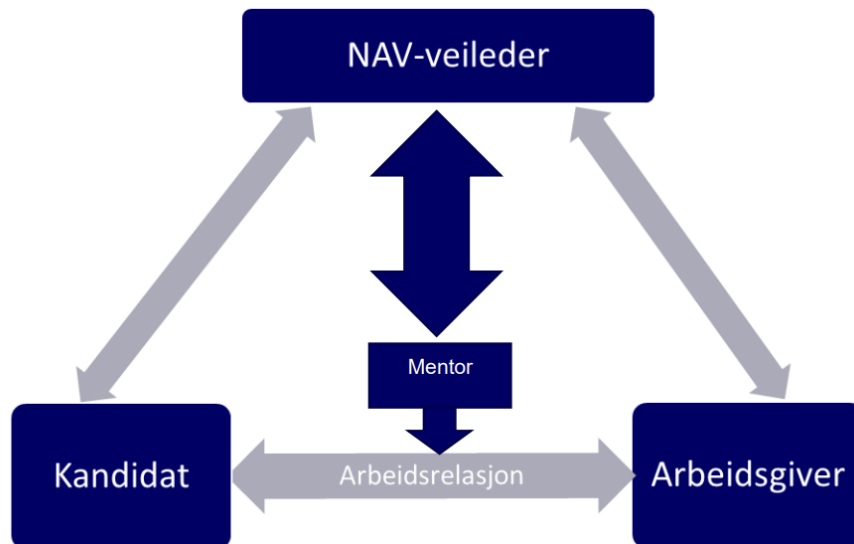 NAV-veileder
Mentor
Kandidat
Arbeidsrelasjon
Arbeidsgiver